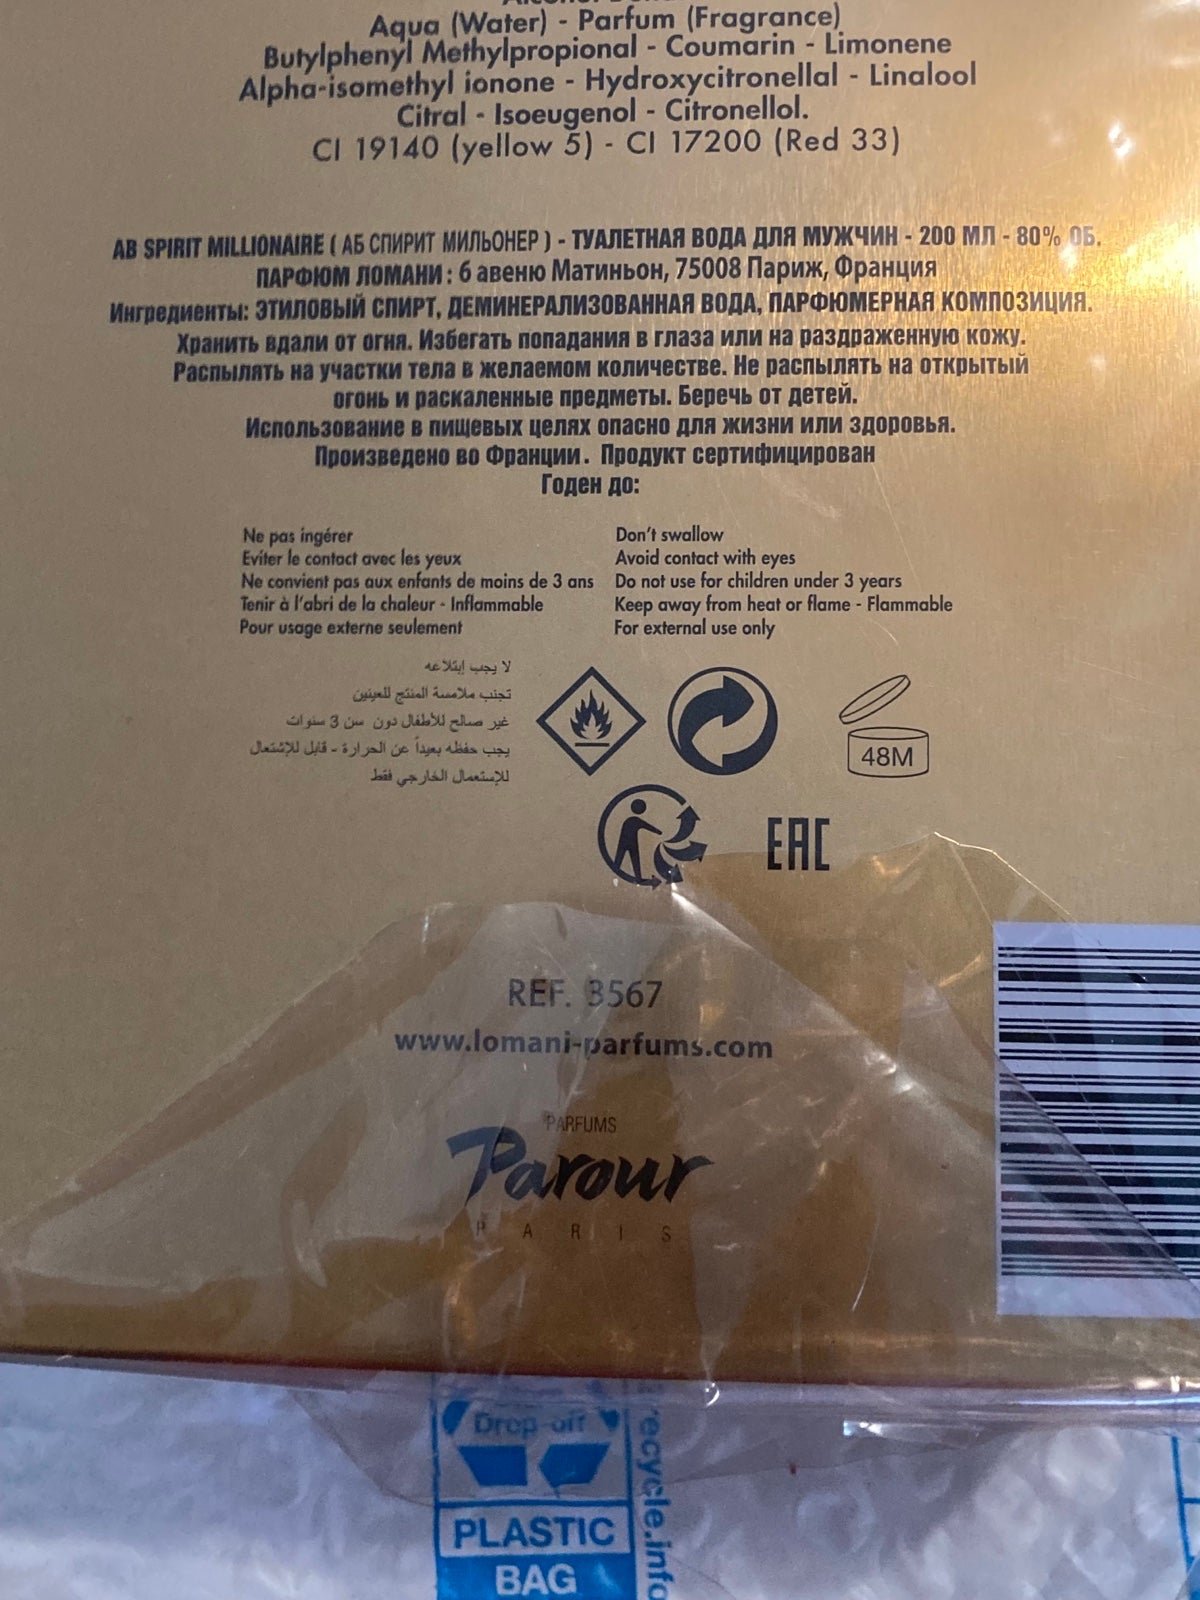 Aqua (Water) - Parfum (Fragrance)
Butylphenyl Methylpropional - Coumarin - Limonene
Alpha-isomethyl ionone - Hydroxycitronellal - Linalool
Citral - Isoeugenol - Citronellol.
CI 19140 (yellow 5) - CI 17200 (Red 33)
AB SPIRIT MILLIONAIRE ( АБ СПИРИТ МИЛЬОНЕР ) - ТУАЛЕТНАЯ ВОДА ДЛЯ МУЖЧИН - 200 МЛ - 80% ОБ.
ПАРФЮМ ЛОМАНИ : 6 авеню Матиньон, 75008 Париж, Франция
Ингредиенты: ЭТИЛОВЫЙ СПИРТ, ДЕМИНЕРАЛИЗОВАННАЯ ВОДА, ПАРФЮМЕРНАЯ КОМПОЗИЦИЯ.
Хранить вдали от огня. Избегать попадания в глаза или на раздраженную кожу.
Распылять на участки тела в желаемом количестве. Не распылять на открытый
огонь и раскаленные предметы. Беречь от детей.
Использование в пищевых целях опасно для жизни или здоровья.
Произведено во Франции. Продукт сертифицирован
Годен до:
Ne pas ingérer
Eviter le contact avec les yeux
Ne convient pas aux enfants de moins de 3 ans
Tenir à l'abri de la chaleur - Inflammable
Pour usage externe seulement
Don't swallow
Avoid contact with eyes
Do not use for children under 3 years
Keep away from heat or flame - Flammable
For external use only
لا يجب إبتلاعه
تجنب ملامسة المنتج للعينين
غير صالح للأطفال دون سن 3 سنوات
يجب حفظه بعيداً عن الحرارة - قابل للإشتعال
للإستعمال الخارجي فقط
48M
EAC
REF. 3567
www.lomani-parfums.com
PARFUMS
Parour
PARIS
Drop-off
PLASTIC
BAG
recycle.info